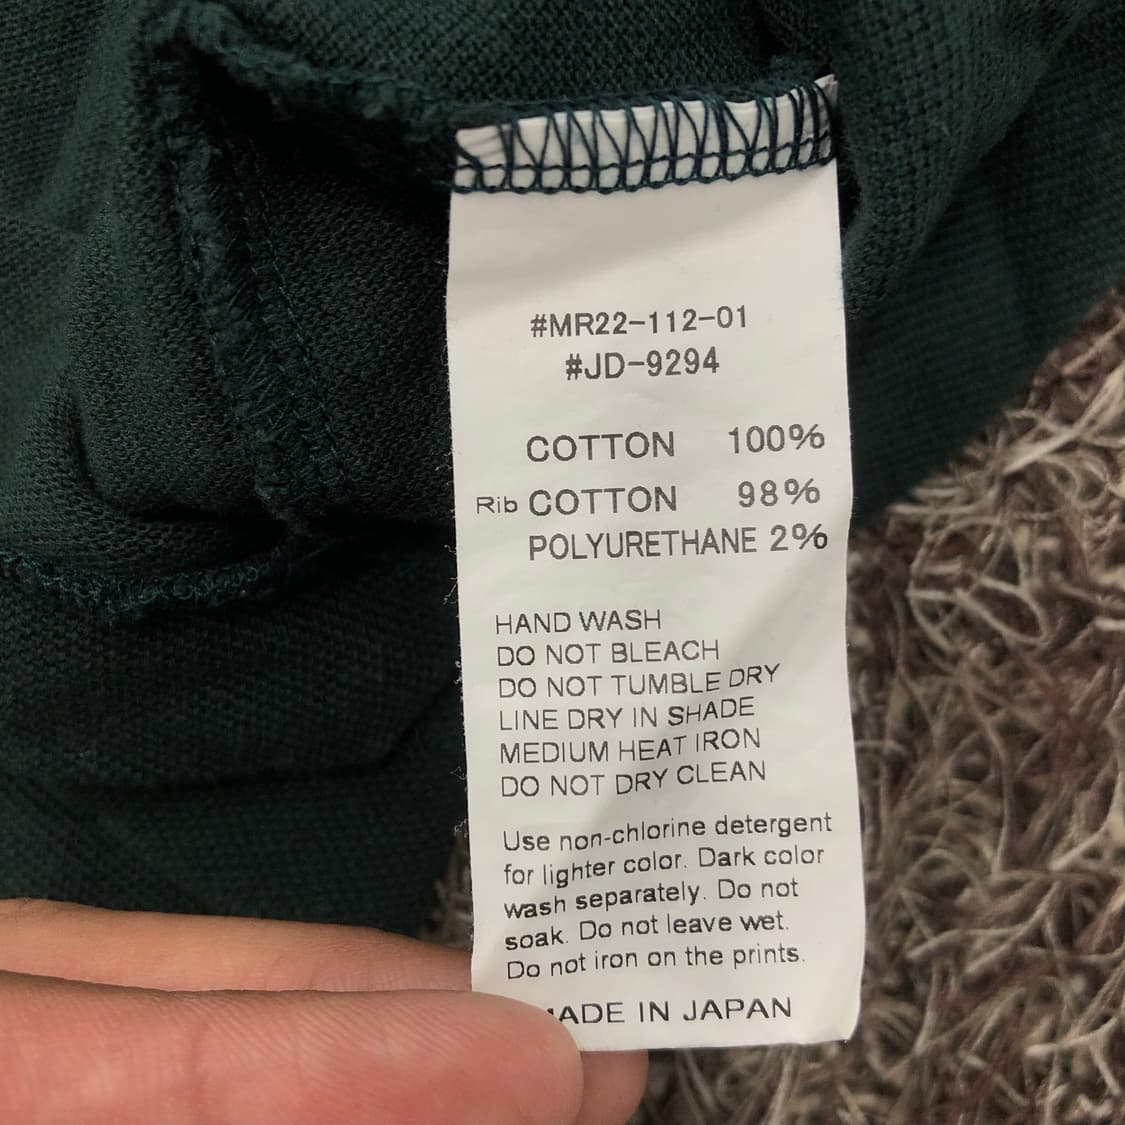 #MR22-112-01
#JD-9294
COTTON 100%
Rib COTTON 98%
POLYURETHANE 2%
HAND WASH
DO NOT BLEACH
DO NOT TUMBLE DRY
LINE DRY IN SHADE
MEDIUM HEAT IRON
DO NOT DRY CLEAN
Use non-chlorine detergent
for lighter color. Dark color
wash separately. Do not
soak. Do not leave wet.
Do not iron on the prints.
MADE IN JAPAN